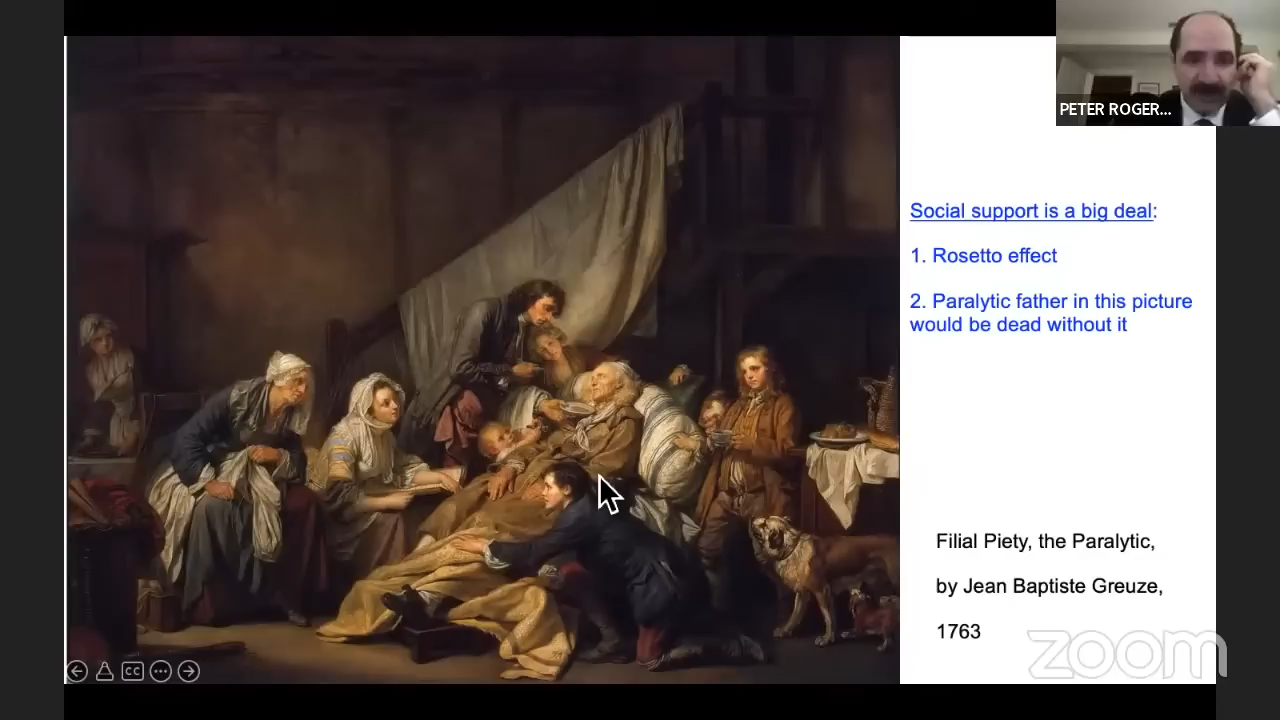 PETER ROGER...
Social support is a big deal:
1. Rosetto effect
2. Paralytic father in this picture
would be dead without it
Filial Piety, the Paralytic,
by Jean Baptiste Greuze,
1763
zoom
CC